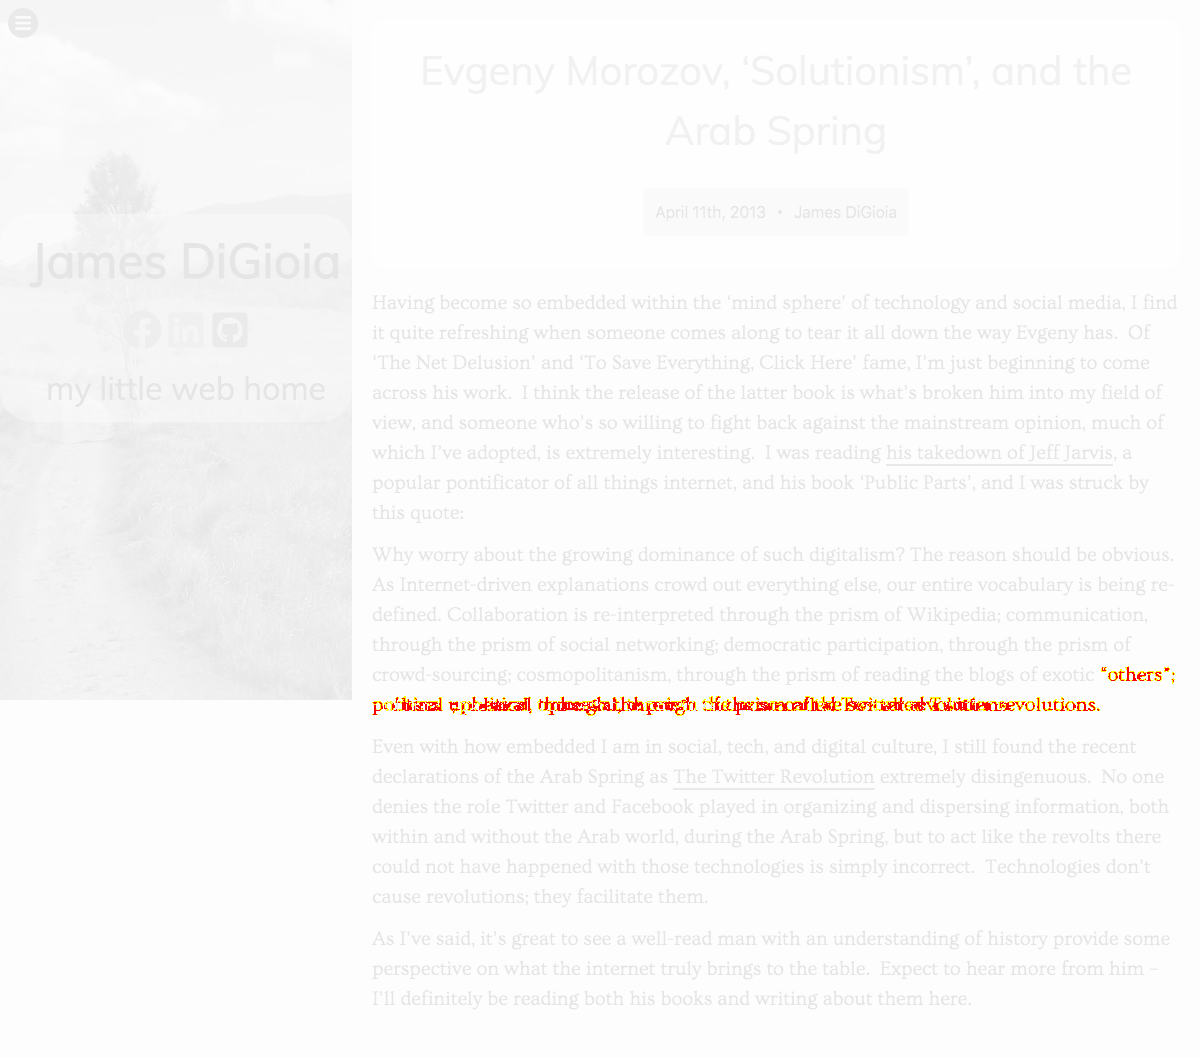 Evgeny Morozov, ‘Solutionism’, and the
Arab Spring
April 11th, 2013 • James DiGioia
James DiGioia
my little web home
Having become so embedded within the ‘mind sphere’ of technology and social media, I find
it quite refreshing when someone comes along to tear it all down the way Evgeny has. Of
‘The Net Delusion’ and ‘To Save Everything, Click Here’ fame, I’m just beginning to come
across his work. I think the release of the latter book is what’s broken him into my field of
view, and someone who’s so willing to fight back against the mainstream opinion, much of
which I’ve adopted, is extremely interesting. I was reading his takedown of Jeff Jarvis, a
popular pontificator of all things internet, and his book ‘Public Parts’, and I was struck by
this quote:
Why worry about the growing dominance of such digitalism? The reason should be obvious.
As Internet-driven explanations crowd out everything else, our entire vocabulary is being re-
defined. Collaboration is re-interpreted through the prism of Wikipedia; communication,
through the prism of social networking; democratic participation, through the prism of
crowd-sourcing; cosmopolitanism, through the prism of reading the blogs of exotic “others”;
revolutions.
Even with how embedded I am in social, tech, and digital culture, I still found the recent
declarations of the Arab Spring as The Twitter Revolution extremely disingenuous. No one
denies the role Twitter and Facebook played in organizing and dispersing information, both
within and without the Arab world, during the Arab Spring, but to act like the revolts there
could not have happened with those technologies is simply incorrect. Technologies don’t
cause revolutions; they facilitate them.
As I’ve said, it’s great to see a well-read man with an understanding of history provide some
perspective on what the internet truly brings to the table. Expect to hear more from him –
I’ll definitely be reading both his books and writing about them here.